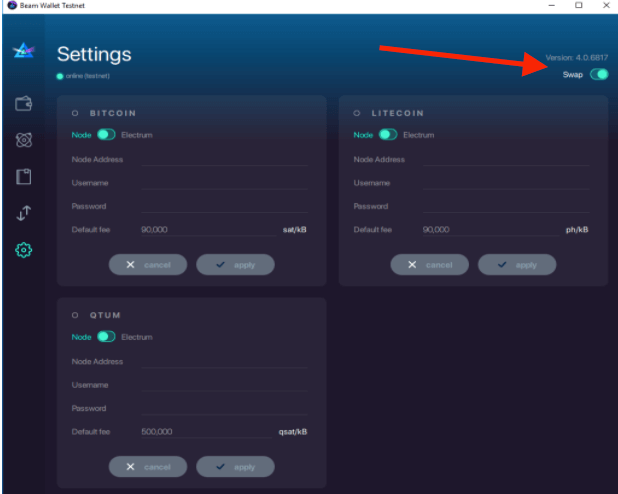 Beam Wallet Testnet
Settings
Version: 4.0.6817
online (testnet)
Swap
BITCOIN
Node Electrum
Node Address
Username
Password
Default fee 90,000 sat/kB
cancel apply
LITECOIN
Node Electrum
Node Address
Username
Password
Default fee 90,000 ph/kB
cancel apply
QTUM
Node Electrum
Node Address
Username
Password
Default fee 500,000 qsat/kB
cancel apply